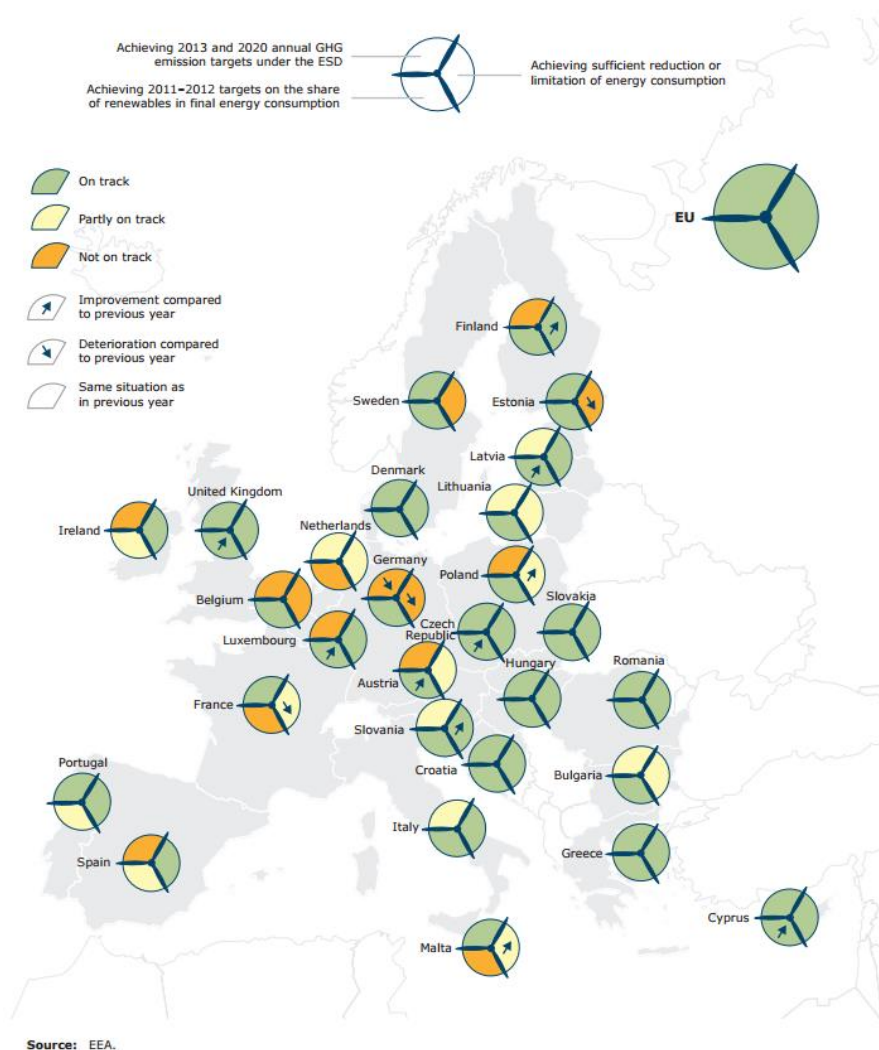 Achieving 2013 and 2020 annual GHG
emission targets under the ESD
Achieving 2011–2012 targets on the share
of renewables in final energy consumption
Achieving sufficient reduction or
limitation of energy consumption
On track
Partly on track
Not on track
Improvement compared
to previous year
Deterioration compared
to previous year
Same situation as
in previous year
EU
Finland
Sweden
Estonia
Latvia
Denmark
Lithuania
United Kingdom
Ireland
Netherlands
Germany
Poland
Belgium
Slovakia
Czech
Republic
Luxembourg
Hungary
Romania
Austria
France
Slovenia
Croatia
Bulgaria
Portugal
Italy
Greece
Spain
Cyprus
Malta
Source: EEA.